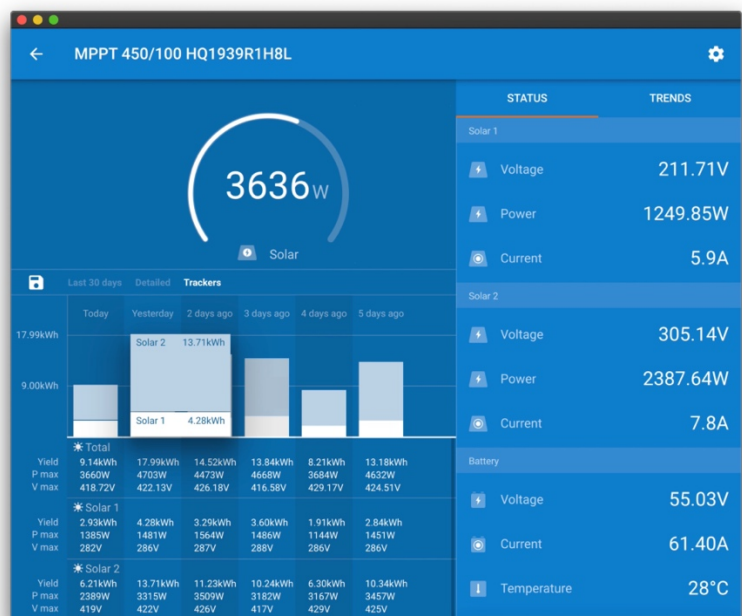 MPPT 450/100 HQ1939R1H8L
3636W
Solar
Last 30 days Detailed Trackers
Today Yesterday 2 days ago 3 days ago 4 days ago 5 days ago
17.99kWh
9.00kWh
Solar 2 13.71kWh
Solar 1 4.28kWh
Total
Yield 9.14kWh 17.99kWh 14.52kWh 13.84kWh 8.21kWh 13.18kWh
P max 3660W 4703W 4473W 4668W 3684W 4632W
V max 418.72V 422.13V 426.18V 416.58V 429.17V 424.51V
Solar 1
Yield 2.93kWh 4.28kWh 3.29kWh 3.60kWh 1.91kWh 2.84kWh
P max 1385W 1481W 1564W 1486W 1144W 1451W
V max 282V 286V 287V 288V 286V 286V
Solar 2
Yield 6.21kWh 13.71kWh 11.23kWh 10.24kWh 6.30kWh 10.34kWh
P max 2389W 3315W 3509W 3182W 3167W 3457W
V max 419V 422V 426V 417V 429V 425V
STATUS TRENDS
Solar 1
Voltage 211.71V
Power 1249.85W
Current 5.9A
Solar 2
Voltage 305.14V
Power 2387.64W
Current 7.8A
Battery
Voltage 55.03V
Current 61.40A
Temperature 28°C